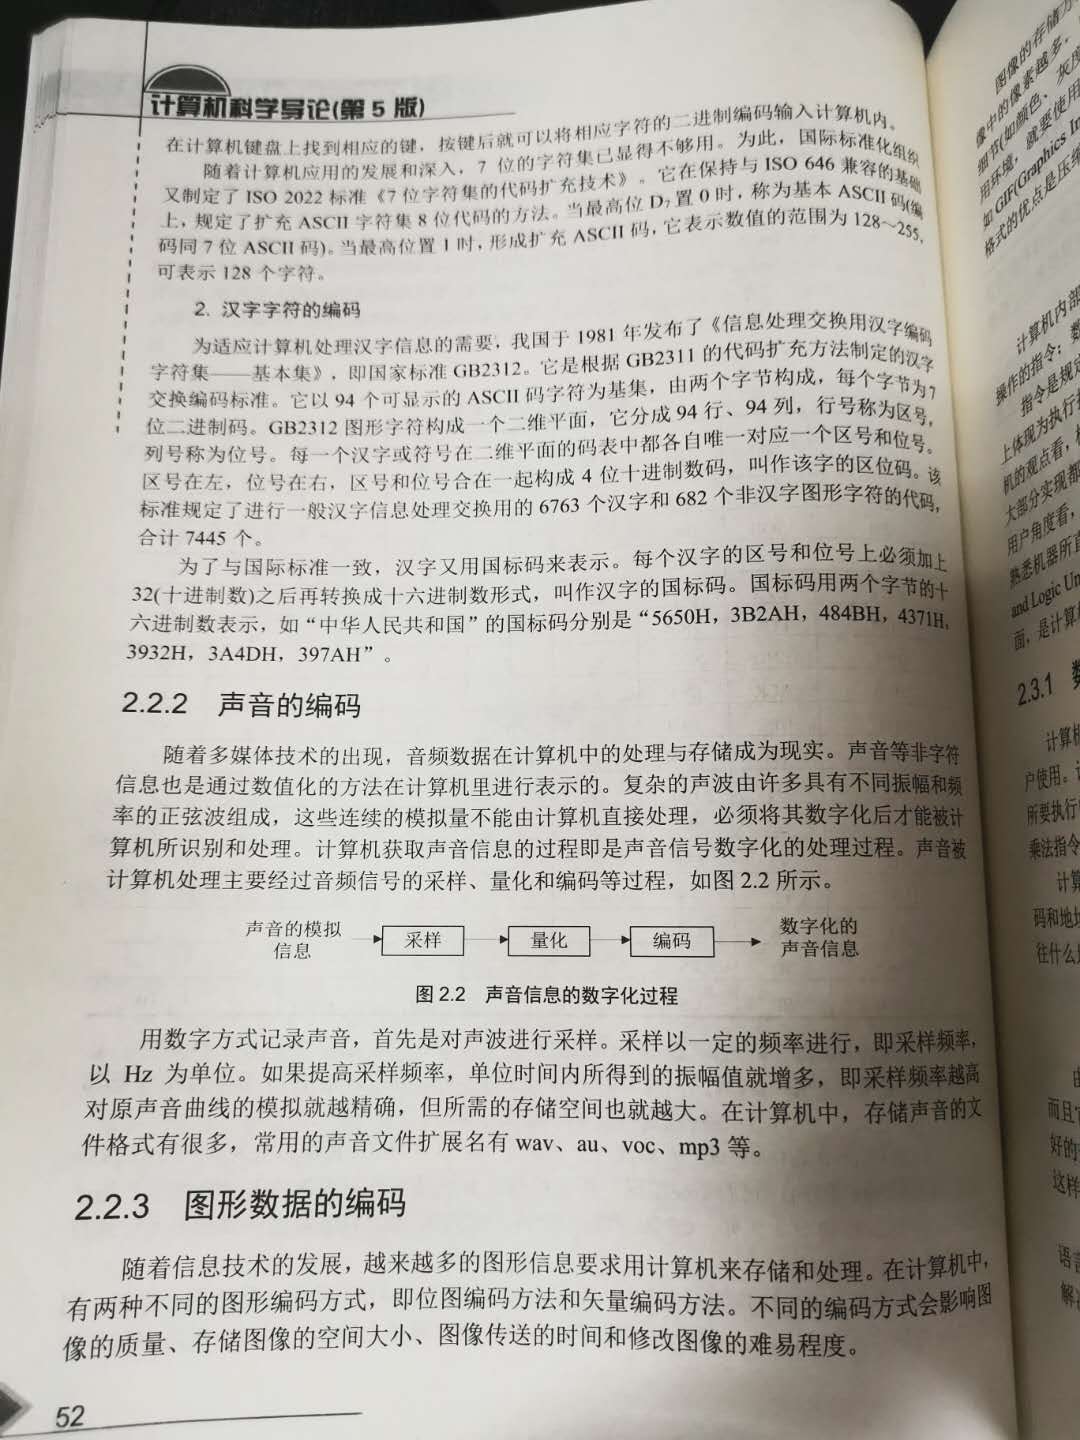 计算机科学导论(第5版)
在计算机键盘上找到相应的键，按键后就可以将相应字符的二进制编码输入计算机内。
随着计算机应用的发展和深入，7 位的字符集已显得不够用。为此，国际标准化组织
又制定了 ISO 2022 标准《7 位字符集的代码扩充技术》。它在保持与 ISO 646 兼容的基础
上，规定了扩充 ASCII 字符集 8 位代码的方法。当最高位 D₇ 置 0 时，称为基本 ASCII 码(编
码同 7 位 ASCII 码)。当最高位置 1 时，形成扩充 ASCII 码，它表示数值的范围为 128～255，
可表示 128 个字符。
2. 汉字字符的编码
为适应计算机处理汉字信息的需要，我国于 1981 年发布了《信息处理交换用汉字编码
字符集——基本集》，即国家标准 GB2312。它是根据 GB2311 的代码扩充方法制定的汉字
交换编码标准。它以 94 个可显示的 ASCII 码字符为基集，由两个字节构成，每个字节为 7
位二进制码。GB2312 图形字符构成一个二维平面，它分成 94 行、94 列，行号称为区号，
列号称为位号。每一个汉字或符号在二维平面的码表中都各自唯一对应一个区号和位号。
区号在左，位号在右，区号和位号合在一起构成 4 位十进制数码，叫作该字的区位码。该
标准规定了进行一般汉字信息处理交换用的 6763 个汉字和 682 个非汉字图形字符的代码，
合计 7445 个。
为了与国际标准一致，汉字又用国标码来表示。每个汉字的区号和位号上必须加上
32(十进制数)之后再转换成十六进制数形式，叫作汉字的国标码。国标码用两个字节的十
六进制数表示，如“中华人民共和国”的国标码分别是“5650H，3B2AH，484BH，4371H，
3932H，3A4DH，397AH”。
2.2.2 声音的编码
随着多媒体技术的出现，音频数据在计算机中的处理与存储成为现实。声音等非字符
信息也是通过数值化的方法在计算机里进行表示的。复杂的声波由许多具有不同振幅和频
率的正弦波组成，这些连续的模拟量不能由计算机直接处理，必须将其数字化后才能被计
算机所识别和处理。计算机获取声音信息的过程即是声音信号数字化的处理过程。声音被
计算机处理主要经过音频信号的采样、量化和编码等过程，如图 2.2 所示。
声音的模拟
信息
采样
量化
编码
数字化的
声音信息
图 2.2 声音信息的数字化过程
用数字方式记录声音，首先是对声波进行采样。采样以一定的频率进行，即采样频率，
以 Hz 为单位。如果提高采样频率，单位时间内所得到的振幅值就增多，即采样频率越高
对原声音曲线的模拟就越精确，但所需的存储空间也就越大。在计算机中，存储声音的文
件格式有很多，常用的声音文件扩展名有 wav、au、voc、mp3 等。
2.2.3 图形数据的编码
随着信息技术的发展，越来越多的图形信息要求用计算机来存储和处理。在计算机中，
有两种不同的图形编码方式，即位图编码方法和矢量编码方法。不同的编码方式会影响图
像的质量、存储图像的空间大小、图像传送的时间和修改图像的难易程度。
52
图像的存储
像中的像素越多，
细节(如颜色、灰度
用环境，就要使用
如 GIF(Graphics In
格式的优点是压缩
计算机内部
操作的指令：数
指令是规定
上体现为执行
机的观点看，
大部分实现都
用户角度看，
熟悉机器所
and Logic Un
面，是计算
2.3.1
计算机
户使用。
所要执行
乘法指令
计算
码和地址
往什么
而且
好的
这样
语言
解